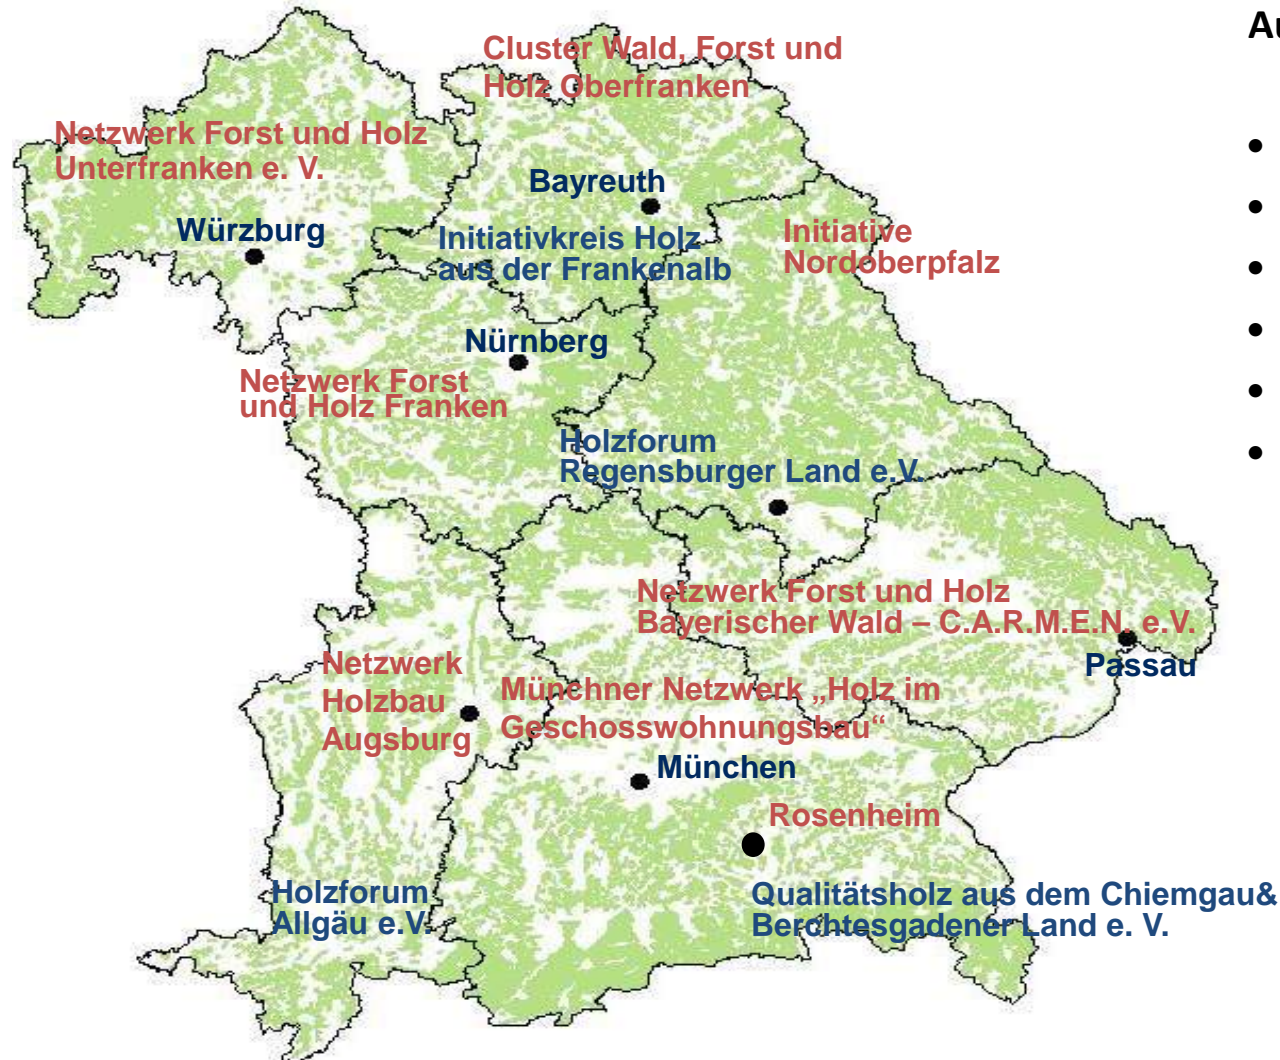 Cluster Wald, Forst und
Holz Oberfranken
Netzwerk Forst und Holz
Unterfranken e. V.
Bayreuth
Würzburg
Initiativkreis Holz
aus der Frankenalb
Initiative
Nordoberpfalz
Nürnberg
Netzwerk Forst
und Holz Franken
Holzforum
Regensburger Land e.V.
Netzwerk Forst und Holz
Bayerischer Wald – C.A.R.M.E.N. e.V.
Passau
Netzwerk
Holzbau
Augsburg
Münchner Netzwerk „Holz im
Geschosswohnungsbau“
München
Rosenheim
Holzforum
Allgäu e.V.
Qualitätsholz aus dem Chiemgau&
Berchtesgadener Land e. V.